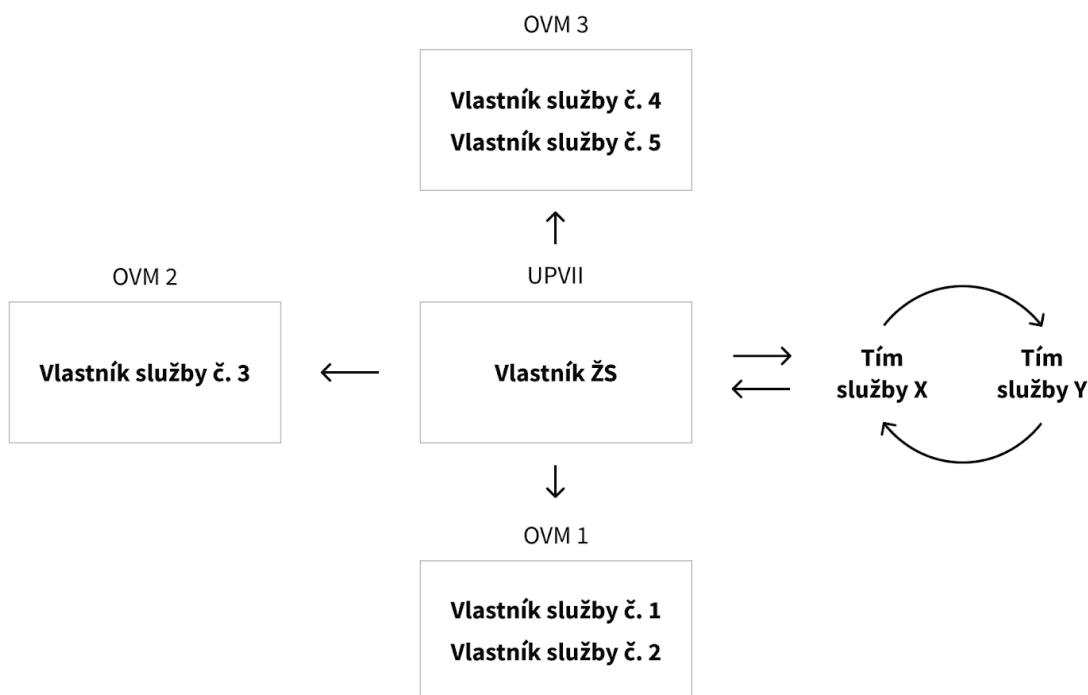 OVM 3
Vlastník služby č. 4
Vlastník služby č. 5
OVM 2
Vlastník služby č. 3
UPVII
Vlastník ŽS
Tím
služby X
Tím
služby Y
OVM 1
Vlastník služby č. 1
Vlastník služby č. 2